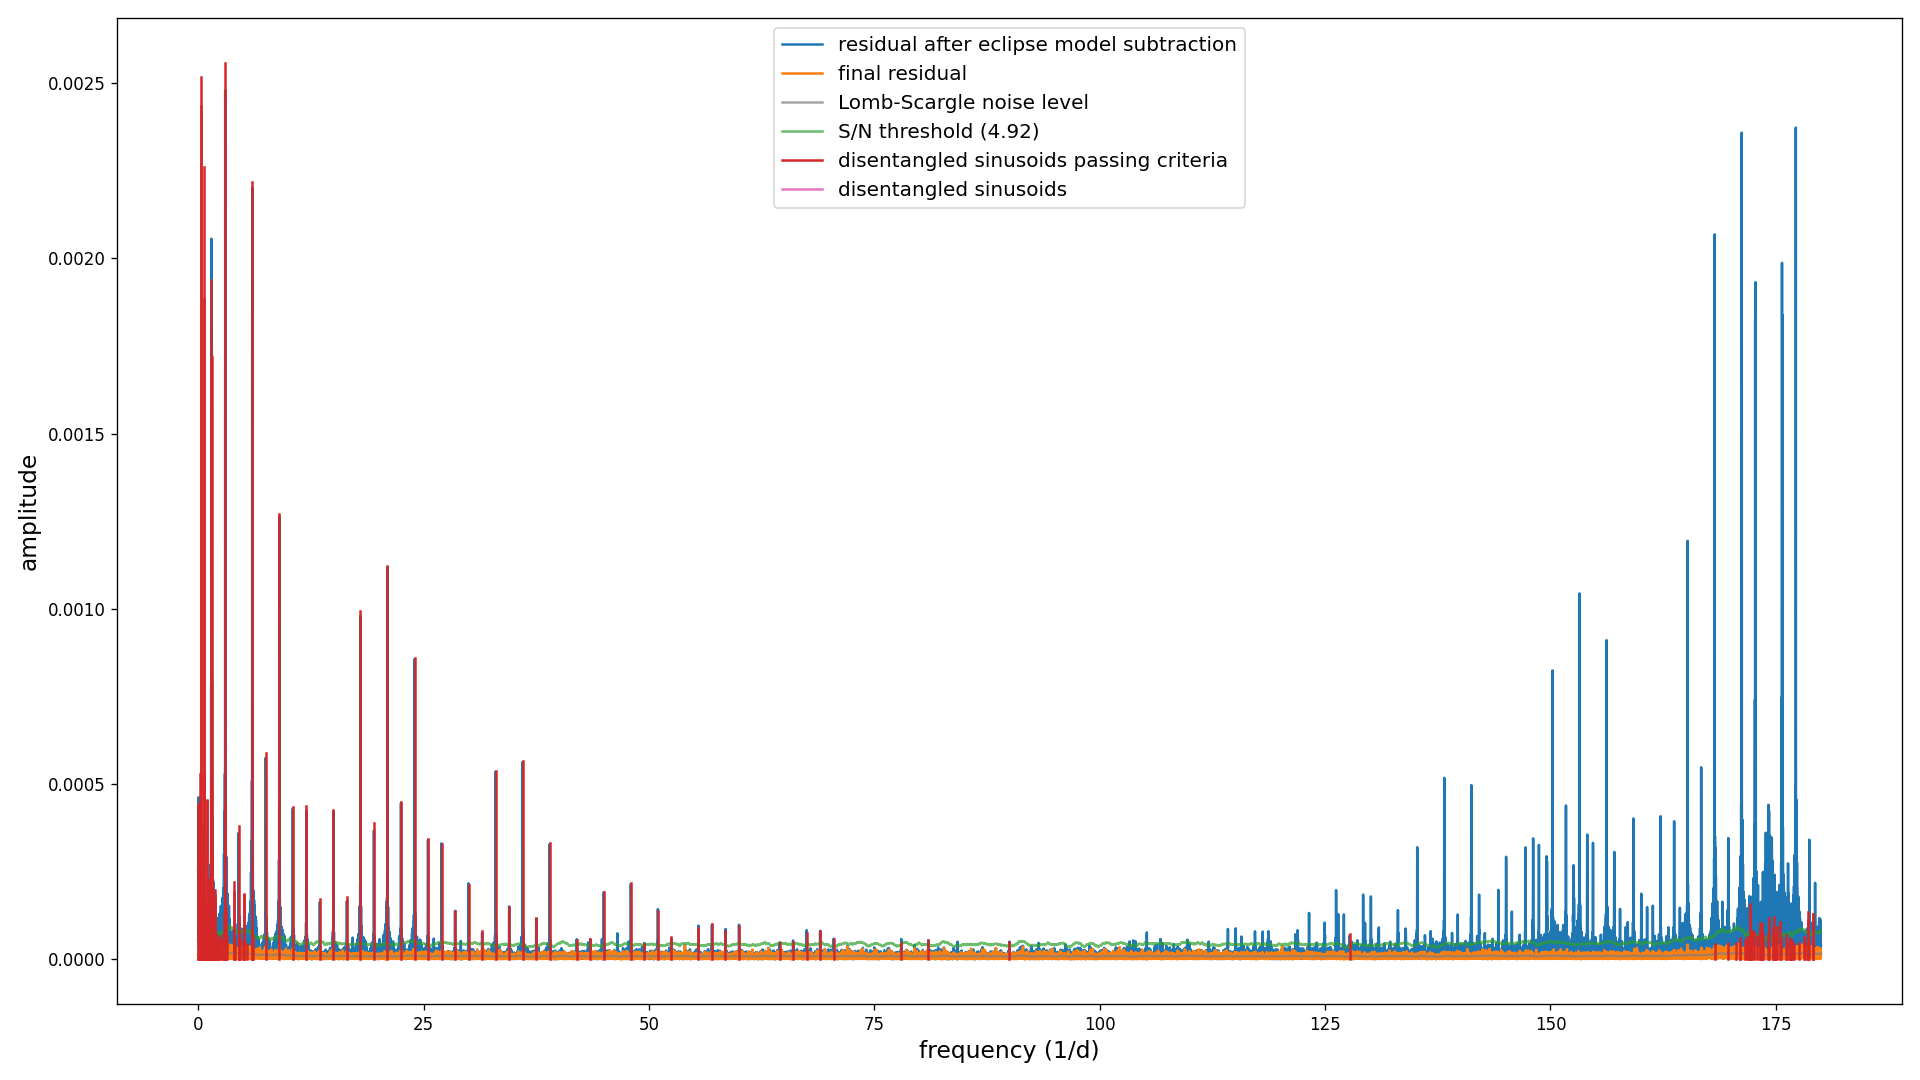 residual after eclipse model subtraction
final residual
Lomb-Scargle noise level
S/N threshold (4.92)
disentangled sinusoids passing criteria
disentangled sinusoids
0.0025
0.0020
0.0015
0.0010
0.0005
0.0000
amplitude
0 25 50 75 100 125 150 175
frequency (1/d)